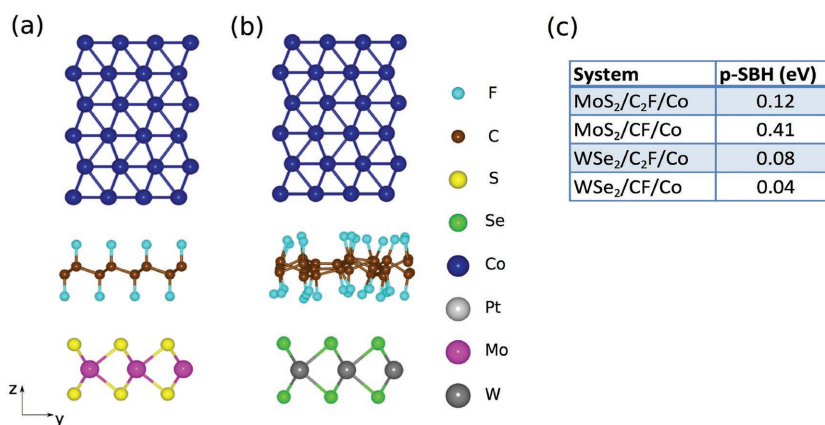 (a)
(b)
(c)
F
C
S
Se
Co
Pt
Mo
W
z
y
System p-SBH (eV)
MoS₂/C₂F/Co 0.12
MoS₂/CF/Co 0.41
WSe₂/C₂F/Co 0.08
WSe₂/CF/Co 0.04